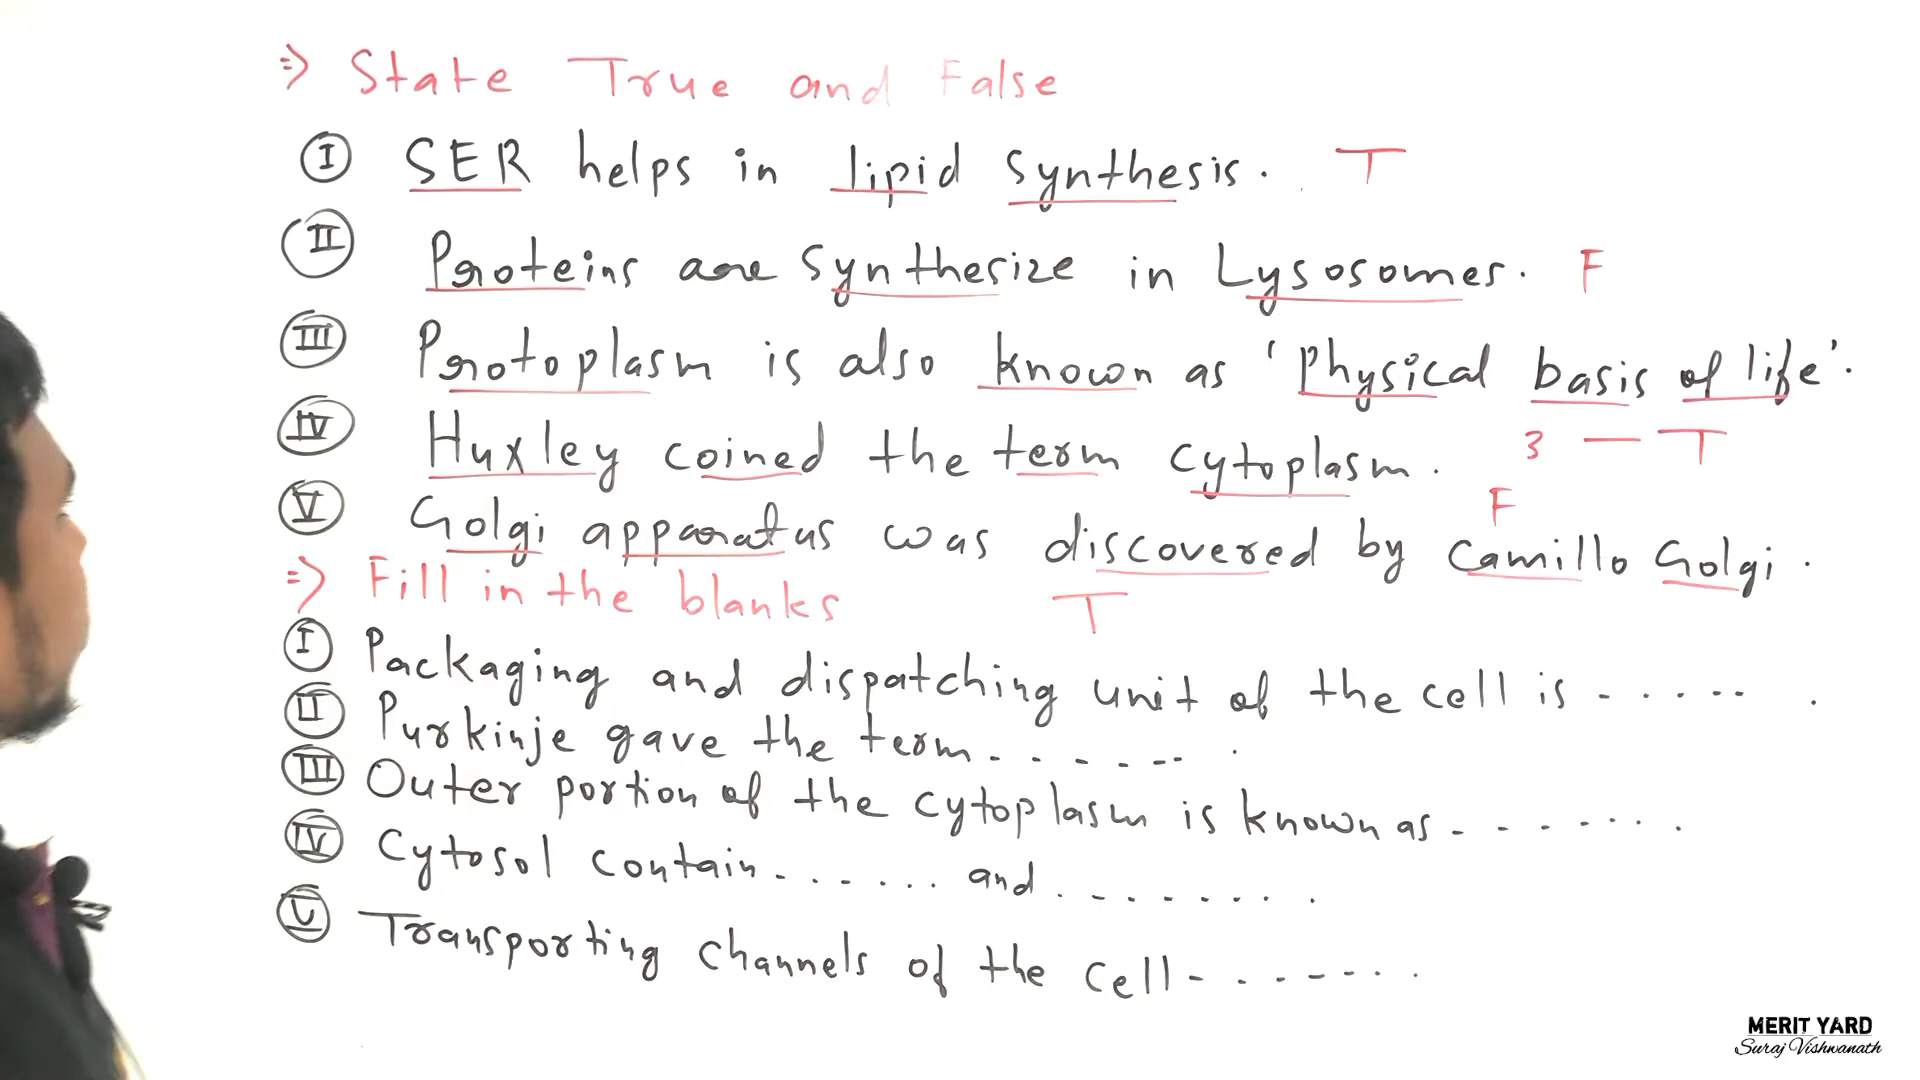 => State True and False
I SER helps in lipid synthesis. T
II Proteins are synthesize in Lysosomes. F
III Protoplasm is also known as 'Physical basis of life'.
3 — T
IV Huxley coined the term cytoplasm.
F
V Golgi apparatus was discovered by Camillo Golgi.
T
=> Fill in the blanks
I Packaging and dispatching unit of the cell is ------ .
II Purkinje gave the term ------- .
III Outer portion of the cytoplasm is known as -------- .
IV Cytosol contain ------- and ------- .
V Transporting channels of the cell ------- .
MERIT YARD
Suraj Vishwanath